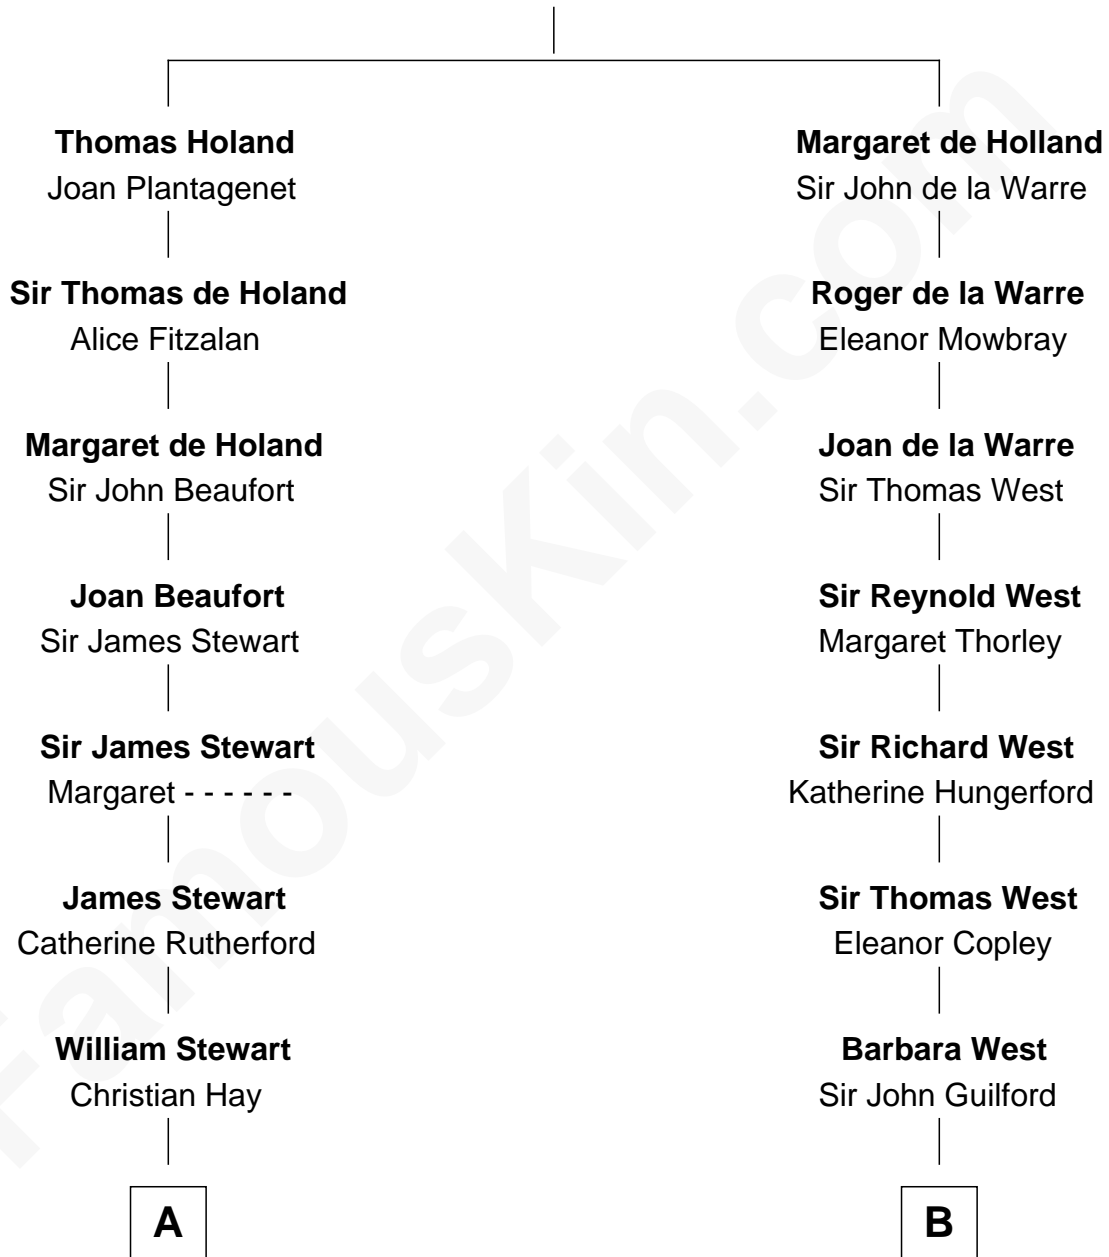 Thomas Holand
Joan Plantagenet
Sir Thomas de Holand
Alice Fitzalan
Margaret de Holand
Sir John Beaufort
Joan Beaufort
Sir James Stewart
Sir James Stewart
Margaret - - - - - -
James Stewart
Catherine Rutherford
William Stewart
Christian Hay
A
Margaret de Holland
Sir John de la Warre
Roger de la Warre
Eleanor Mowbray
Joan de la Warre
Sir Thomas West
Sir Reynold West
Margaret Thorley
Sir Richard West
Katherine Hungerford
Sir Thomas West
Eleanor Copley
Barbara West
Sir John Guilford
B
FamousKin.com